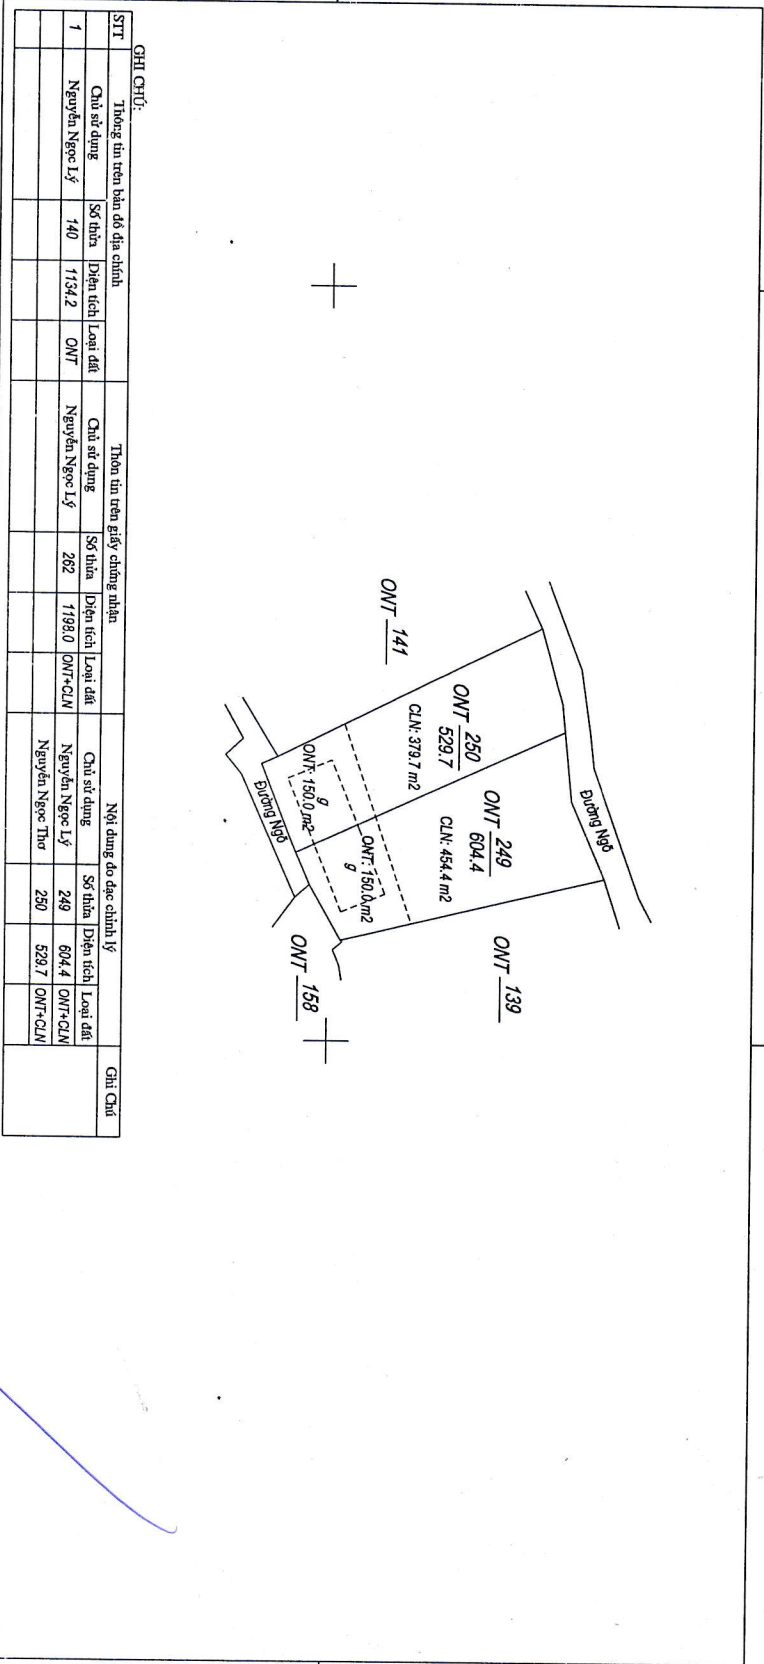 Đường Ngõ
ONT 141
ONT 250
529.7
CLN: 379.7 m2
ONT 249
604.4
CLN: 454.4 m2
ONT 139
ONT: 150.0 m2
g
ONT: 150.0 m2
g
Đường Ngõ
ONT 158
GHI CHÚ:
STT Thông tin trên bản đồ địa chính Thôn tin trên giấy chứng nhận Nội dung đo đạc chỉnh lý Ghi Chú
Chủ sử dụng Số thửa Diện tích Loại đất Chủ sử dụng Số thửa Diện tích Loại đất Chủ sử dụng Số thửa Diện tích Loại đất
1 Nguyễn Ngọc Lý 140 1134.2 ONT Nguyễn Ngọc Lý 262 1198.0 ONT+CLN Nguyễn Ngọc Lý 249 604.4 ONT+CLN
Nguyễn Ngọc Thơ 250 529.7 ONT+CLN